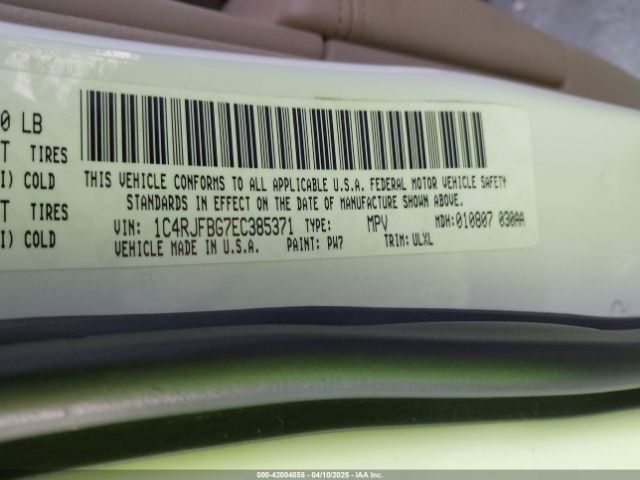 0 LB
T TIRES
I) COLD
T TIRES
I) COLD
THIS VEHICLE CONFORMS TO ALL APPLICABLE U.S.A. FEDERAL MOTOR VEHICLE SAFETY
STANDARDS IN EFFECT ON THE DATE OF MANUFACTURE SHOWN ABOVE.
VIN: 1C4RJFBG7EC385371 TYPE: MPV MDH:010807 030AA
VEHICLE MADE IN U.S.A. PAINT: PW7 TRIM: ULXL
000-42004858 - 04/10/2025 - IAA Inc.